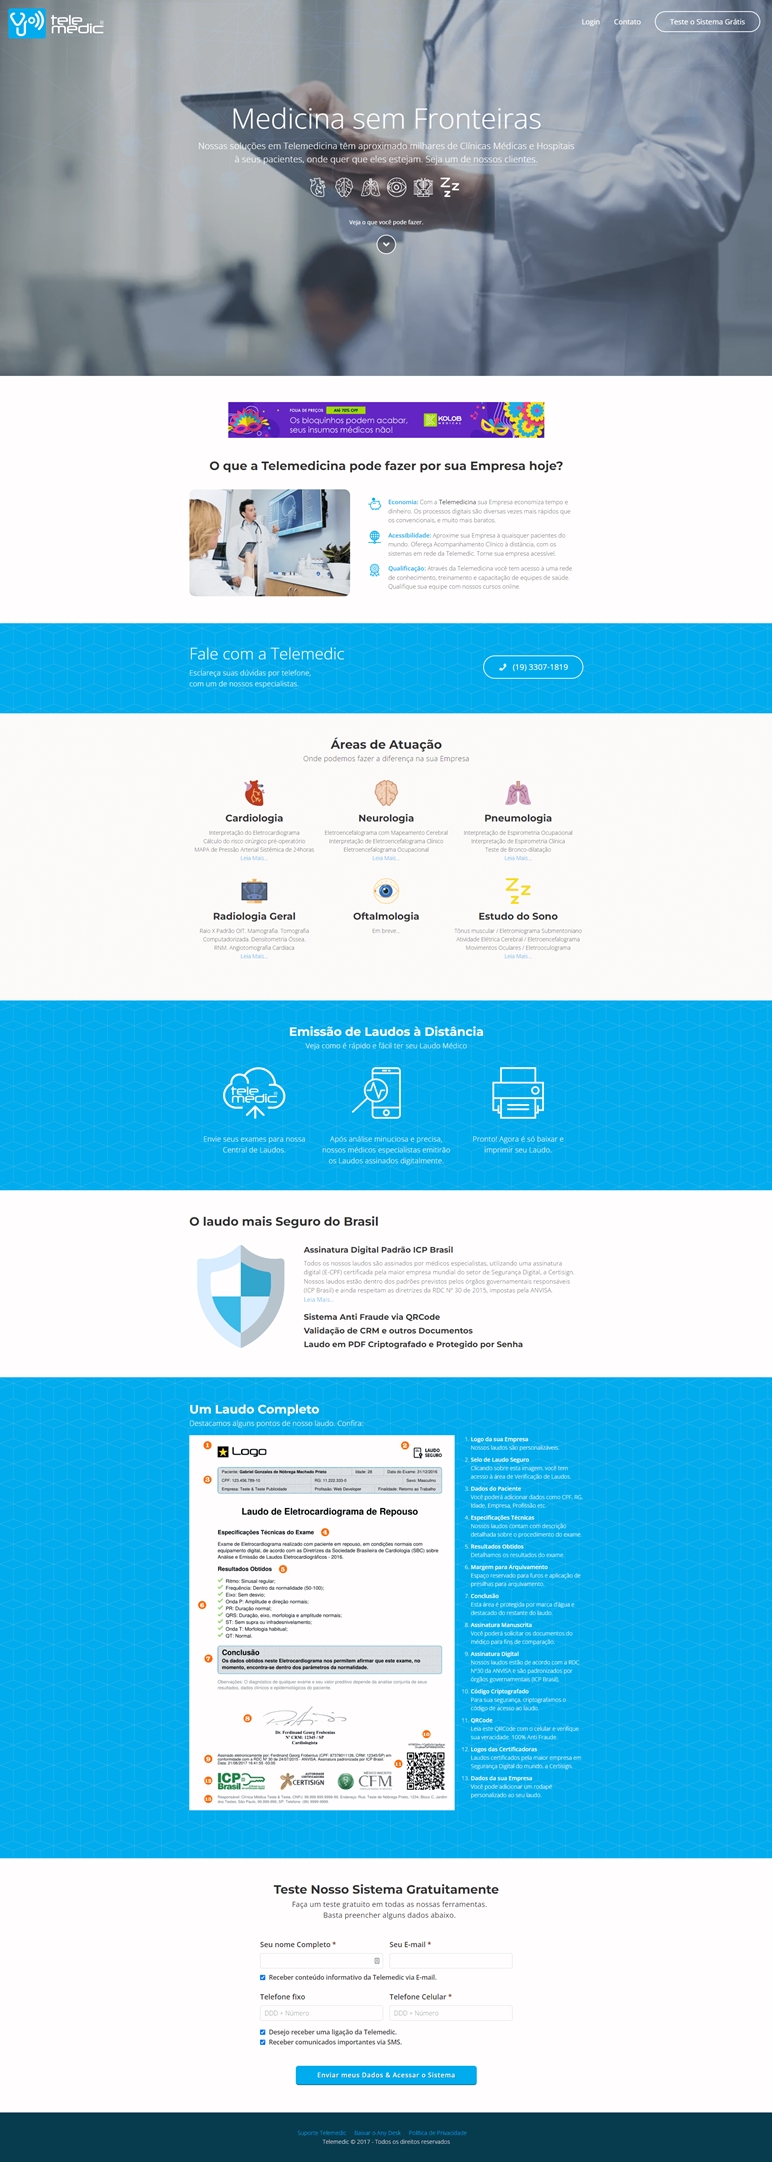 tele
medic®
Login
Contato
Teste o Sistema Grátis
Medicina sem Fronteiras
Nossas soluções em Telemedicina têm aproximado milhares de Clínicas Médicas e Hospitais
à seus pacientes, onde quer que eles estejam. Seja um de nossos clientes.
Veja o que você pode fazer.
FOLIA DE PREÇOS
ATÉ 70% OFF
Os bloquinhos podem acabar,
seus insumos médicos não!
KOLOB
MEDICAL
O que a Telemedicina pode fazer por sua Empresa hoje?
Economia: Com a Telemedicina sua Empresa economiza tempo e
dinheiro. Os processos digitais são diversas vezes mais rápidos que
os convencionais, e muito mais baratos.
Acessibilidade: Aproxime sua Empresa à quaisquer pacientes do
mundo. Ofereça Acompanhamento Clínico à distância, com os
sistemas em rede da Telemedic. Torne sua empresa acessível.
Qualificação: Através da Telemedicina você tem acesso à uma rede
de conhecimento, treinamento e capacitação de equipes de saúde.
Qualifique sua equipe com nossos cursos online.
Fale com a Telemedic
Esclareça suas dúvidas por telefone,
com um de nossos especialistas.
(19) 3307-1819
Áreas de Atuação
Onde podemos fazer a diferença na sua Empresa
Cardiologia
Interpretação do Eletrocardiograma
Cálculo do risco cirúrgico pré-operatório
MAPA de Pressão Arterial Sistêmica de 24horas
Leia Mais...
Neurologia
Eletroencefalograma com Mapeamento Cerebral
Interpretação de Eletroencefalograma Clínico
Eletroencefalograma Ocupacional
Leia Mais...
Pneumologia
Interpretação de Espirometria Ocupacional
Interpretação de Espirometria Clínica
Teste de Bronco-dilatação
Leia Mais...
Radiologia Geral
Raio X Padrão OIT. Mamografia. Tomografia
Computadorizada. Densitometria Óssea.
RNM. Angiotomografia Cardíaca
Leia Mais...
Oftalmologia
Em breve...
Estudo do Sono
Tônus muscular / Eletromiograma Submentoniano
Atividade Elétrica Cerebral / Eletroencefalograma
Movimentos Oculares / Eletrooculograma
Leia Mais...
Emissão de Laudos à Distância
Veja como é rápido e fácil ter seu Laudo Médico
tele
medic
Envie seus exames para nossa
Central de Laudos.
Após análise minuciosa e precisa,
nossos médicos especialistas emitirão
os Laudos assinados digitalmente.
Pronto! Agora é só baixar e
imprimir seu Laudo.
O laudo mais Seguro do Brasil
Assinatura Digital Padrão ICP Brasil
Todos os nossos laudos são assinados por médicos especialistas, utilizando uma assinatura
digital (E-CPF) certificada pela maior empresa mundial do setor de Segurança Digital, a Certisign.
Nossos laudos estão dentro dos padrões previstos pelos órgãos governamentais responsáveis
(ICP Brasil) e ainda respeitam as diretrizes da RDC Nº 30 de 2015, impostas pela ANVISA.
Leia Mais...
Sistema Anti Fraude via QRCode
Validação de CRM e outros Documentos
Laudo em PDF Criptografado e Protegido por Senha
Um Laudo Completo
Destacamos alguns pontos de nosso laudo. Confira:
1
Logo
2
LAUDO
SEGURO
3
Paciente: Gabriel Gonzales de Nóbrega Machado Prieto
Idade: 28
Data do Exame: 31/12/2016
CPF: 123.456.789-10
RG: 11.222.333-0
Sexo: Masculino
Empresa: Teste & Teste Publicidade
Profissão: Web Developer
Finalidade: Retorno ao Trabalho
Laudo de Eletrocardiograma de Repouso
Especificações Técnicas do Exame
4
Exame de Eletrocardiograma realizado com paciente em repouso, em condições normais com
equipamento digital, de acordo com as Diretrizes da Sociedade Brasileira de Cardiologia (SBC) sobre
Análise e Emissão de Laudos Eletrocardiográficos - 2016.
Resultados Obtidos
5
Ritmo: Sinusal regular;
Frequência: Dentro da normalidade (50-100);
Eixo: Sem desvio;
Onda P: Amplitude e direção normais;
PR: Duração normal;
6
QRS: Duração, eixo, morfologia e amplitude normais;
ST: Sem supra ou infradesnivelamento;
Onda T: Morfologia habitual;
QT: Normal.
7
Conclusão
Os dados obtidos neste Eletrocardiograma nos permitem afirmar que este exame, no
momento, encontra-se dentro dos parâmetros da normalidade.
Observações: O diagnóstico de qualquer exame e seu valor preditivo depende da análise conjunta de seus
resultados, dados clínicos e epidemiológicos do paciente.
8
Dr. Ferdinand Georg Frobenius
Nº CRM: 12345 / SP
Cardiologista
10
9
11
12
ICP
Brasil
AUTORIDADE
CERTIFICADORA
CERTISIGN
CFM
13
1. Logo da sua Empresa
Nossos laudos são personalizáveis.
2. Selo de Laudo Seguro
Clicando sobre esta imagem, você tem
acesso à área de Verificação de Laudos.
3. Dados do Paciente
Você poderá adicionar dados como CPF, RG,
Idade, Empresa, Profissão etc.
4. Especificações Técnicas
Nossos laudos contam com descrição
detalhada sobre o procedimento do exame.
5. Resultados Obtidos
Detalhamos os resultados do exame.
6. Margem para Arquivamento
Espaço reservado para furos e aplicação de
presilhas para arquivamento.
7. Conclusão
Esta área é protegida por marca d'água e
destacado do restante do laudo.
8. Assinatura Manuscrita
Você poderá solicitar os documentos do
médico para fins de comparação.
9. Assinatura Digital
Nossos laudos estão de acordo com a RDC
Nº30 da ANVISA e são padronizados por
órgãos governamentais (ICP Brasil).
10. Código Criptografado
Para sua segurança, criptografamos o
código de acesso ao laudo.
11. QRCode
Leia este QRCode com o celular e verifique
sua veracidade. 100% Anti Fraude.
12. Logos das Certificadoras
Laudos certificados pela maior empresa em
Segurança Digital do mundo, a Certisign.
13. Dados da sua Empresa
Você pode adicionar um rodapé
personalizado ao seu laudo.
Teste Nosso Sistema Gratuitamente
Faça um teste gratuito em todas as nossas ferramentas.
Basta preencher alguns dados abaixo.
Seu nome Completo *
Seu E-mail *
Receber conteúdo informativo da Telemedic via E-mail.
Telefone fixo
Telefone Celular *
DDD + Número
DDD + Número
Desejo receber uma ligação da Telemedic.
Receber comunicados importantes via SMS.
Enviar meus Dados & Acessar o Sistema
Suporte Telemedic
Baixar o Any Desk
Política de Privacidade
Telemedic © 2017 - Todos os direitos reservados